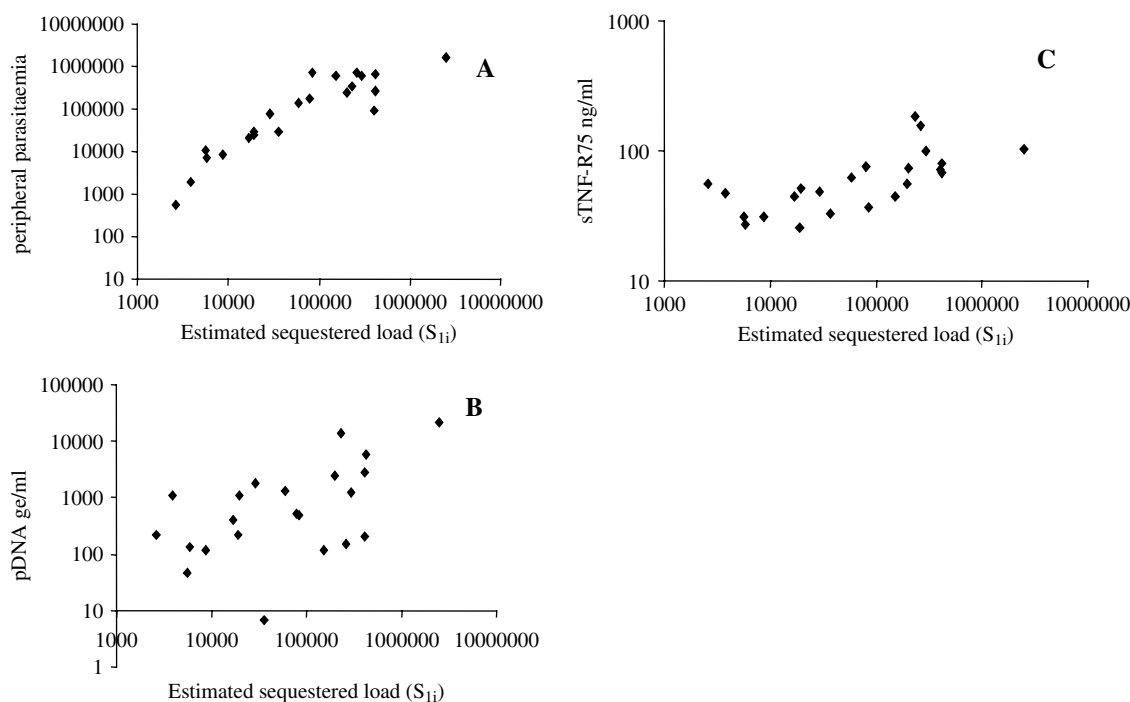 A
peripheral parasitaemia
10000000
1000000
100000
10000
1000
100
10
1000 10000 100000 1000000 10000000
Estimated sequestered load (S1i)
C
sTNF-R75 ng/ml
1000
100
10
1000 10000 100000 1000000 10000000
Estimated sequestered load (S1i)
B
pDNA ge/ml
100000
10000
1000
100
10
1
1000 10000 100000 1000000 10000000
Estimated sequestered load (S1i)